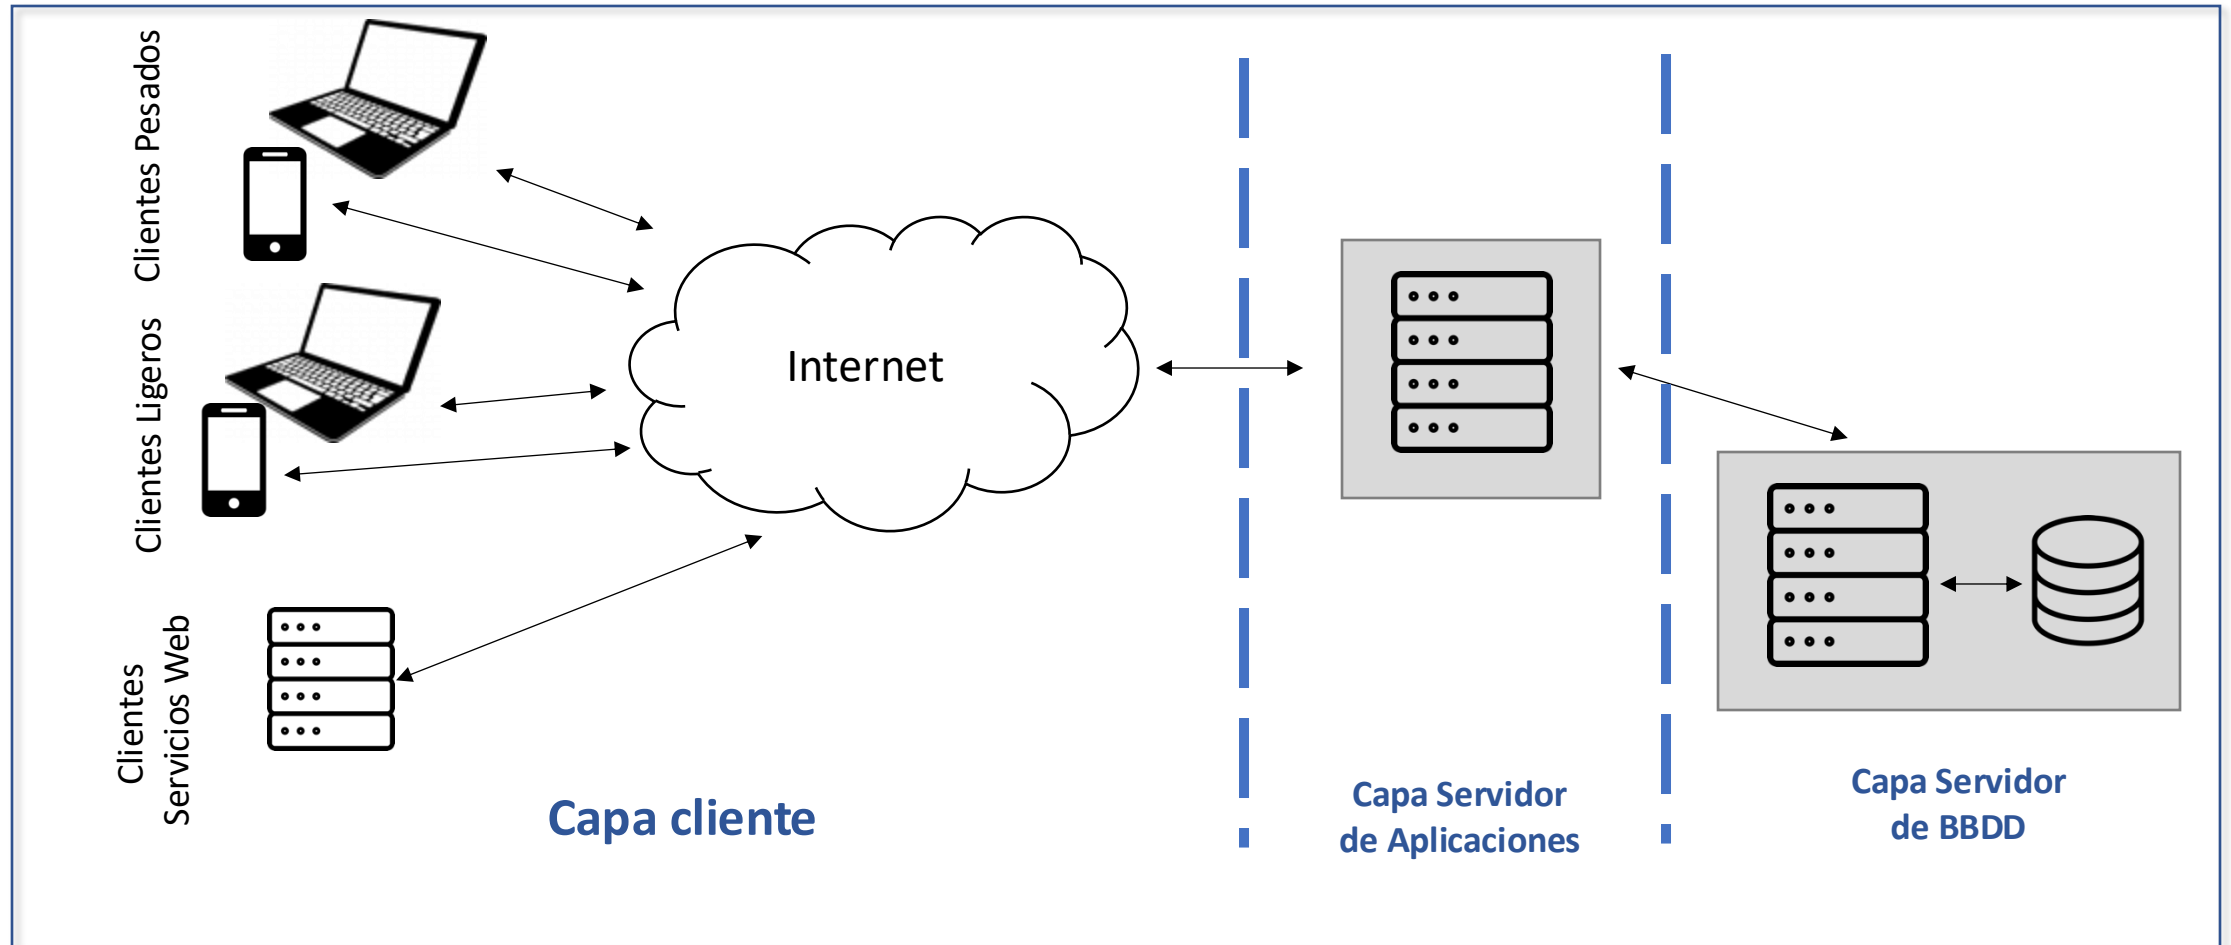 Clientes Pesados
Clientes Ligeros
Clientes
Servicios Web
Internet
Capa cliente
Capa Servidor
de Aplicaciones
Capa Servidor
de BBDD